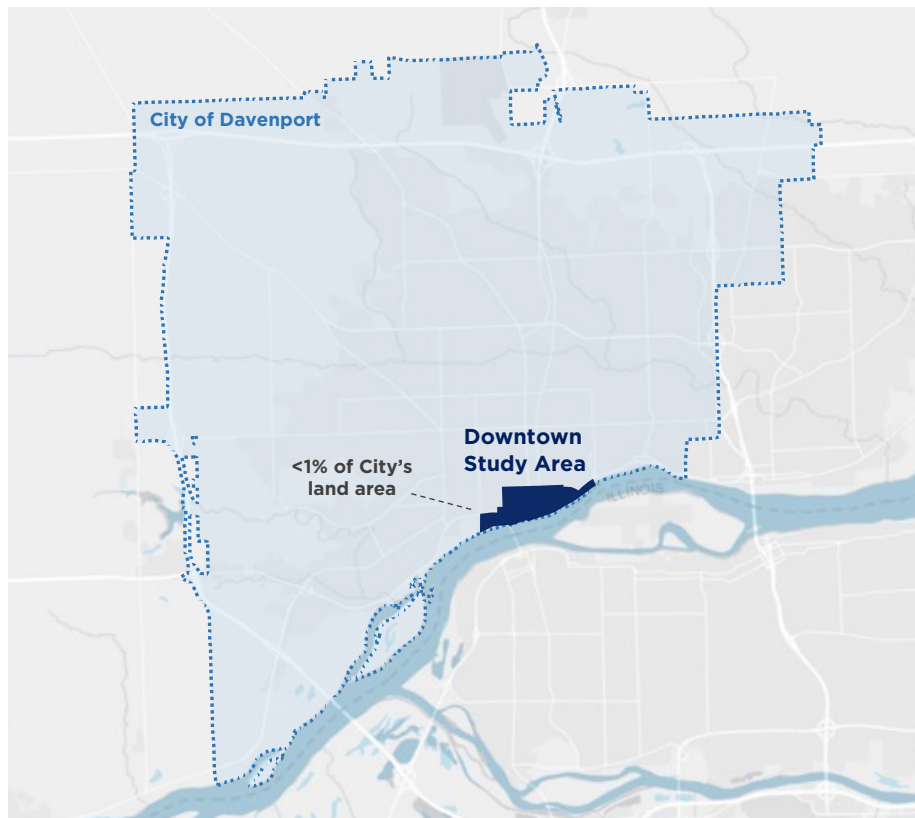 City of Davenport
Downtown
Study Area
<1% of City's
land area
ILLINOIS